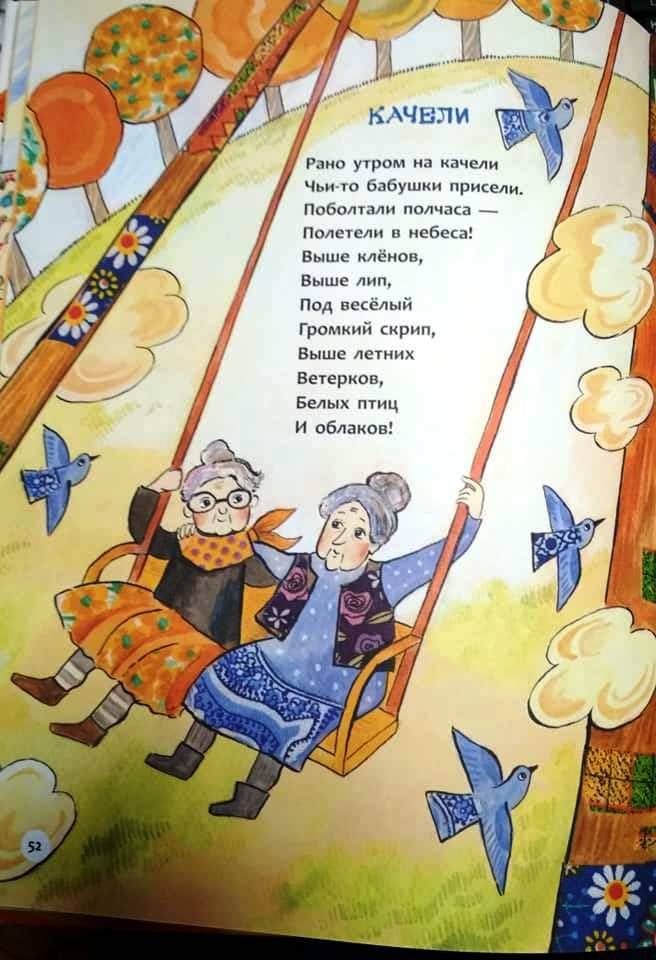 КАЧЕЛИ
Рано утром на качели
Чьи-то бабушки присели.
Поболтали полчаса —
Полетели в небеса!
Выше клёнов,
Выше лип,
Под весёлый
Громкий скрип,
Выше летних
Ветерков,
Белых птиц
И облаков!
52